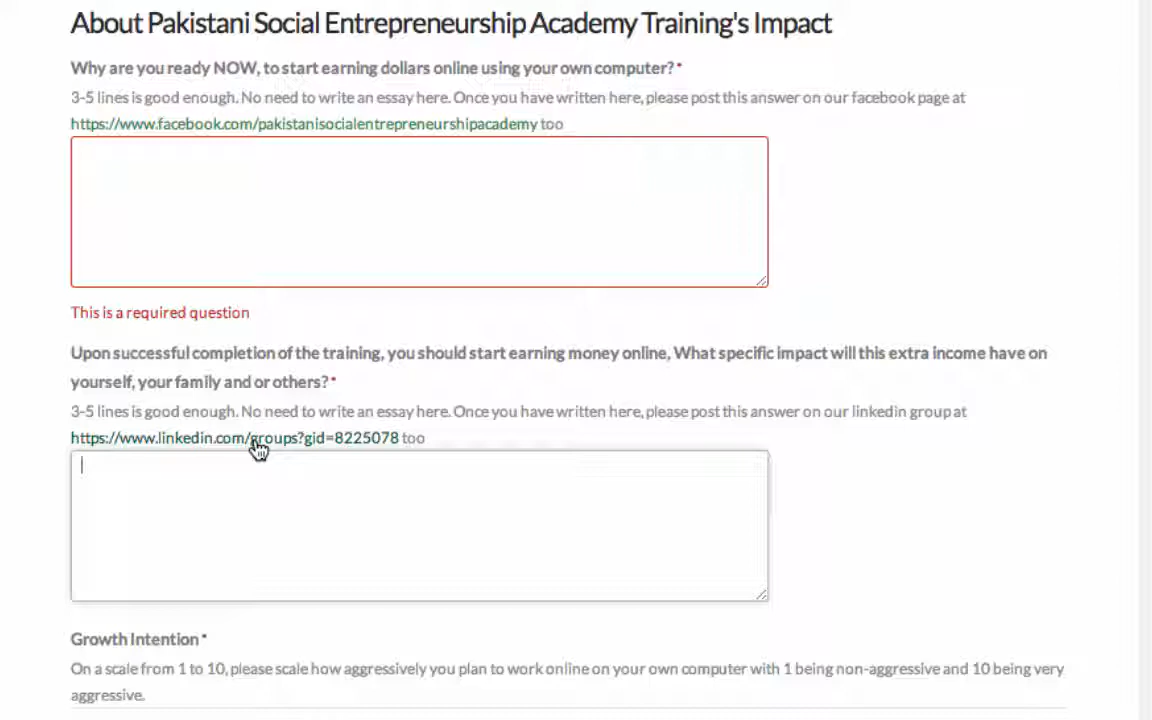 About Pakistani Social Entrepreneurship Academy Training's Impact
Why are you ready NOW, to start earning dollars online using your own computer? *
3-5 lines is good enough. No need to write an essay here. Once you have written here, please post this answer on our facebook page at
https://www.facebook.com/pakistanisocialentrepreneurshipacademy too
This is a required question
Upon successful completion of the training, you should start earning money online, What specific impact will this extra income have on
yourself, your family and or others? *
3-5 lines is good enough. No need to write an essay here. Once you have written here, please post this answer on our linkedin group at
https://www.linkedin.com/groups?gid=8225078 too
Growth Intention *
On a scale from 1 to 10, please scale how aggressively you plan to work online on your own computer with 1 being non-aggressive and 10 being very
aggressive.